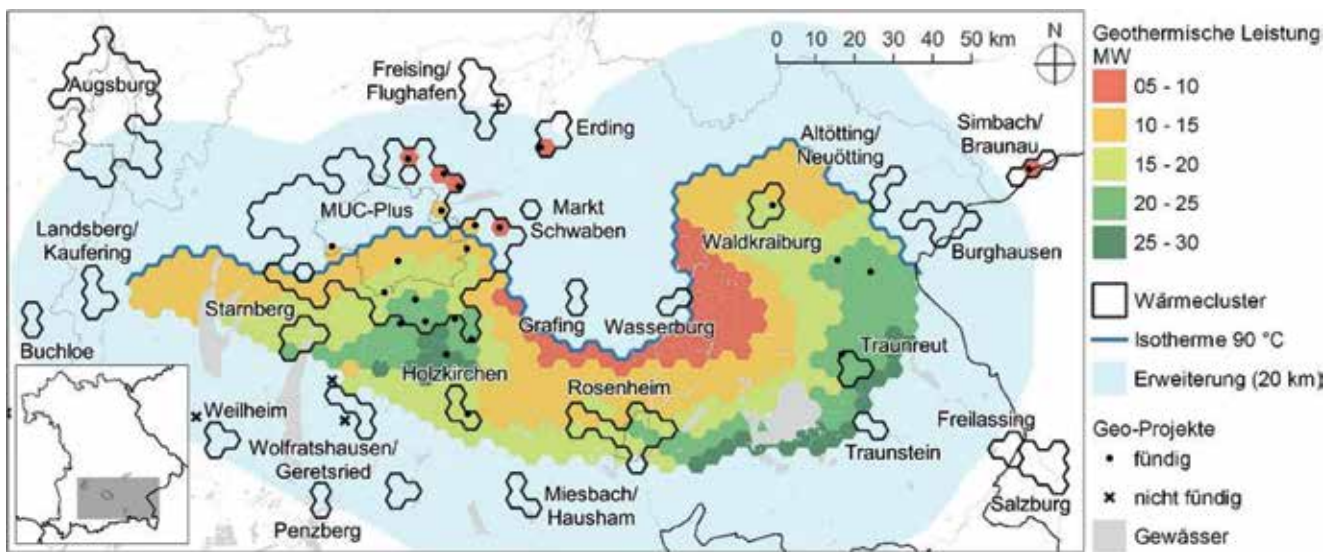 Augsburg
Freising/
Flughafen
Erding
0 10 20 30 40 50 km
N
Altötting/
Neuötting
Simbach/
Braunau
MUC-Plus
Markt
Schwaben
Landsberg/
Kaufering
Waldkraiburg
Burghausen
Starnberg
Grafing
Wasserburg
Buchloe
Traunreut
Holzkirchen
Rosenheim
Weilheim
Freilassing
Wolfratshausen/
Geretsried
Traunstein
Miesbach/
Hausham
Salzburg
Penzberg
Geothermische Leistung
MW
05 - 10
10 - 15
15 - 20
20 - 25
25 - 30
Wärmecluster
Isotherme 90 °C
Erweiterung (20 km)
Geo-Projekte
fündig
nicht fündig
Gewässer